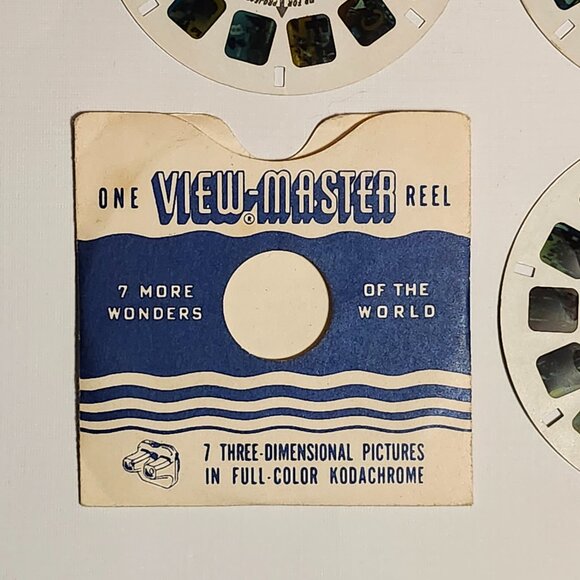 ONE VIEW-MASTER® REEL
7 MORE WONDERS OF THE WORLD
7 THREE-DIMENSIONAL PICTURES
IN FULL-COLOR KODACHROME